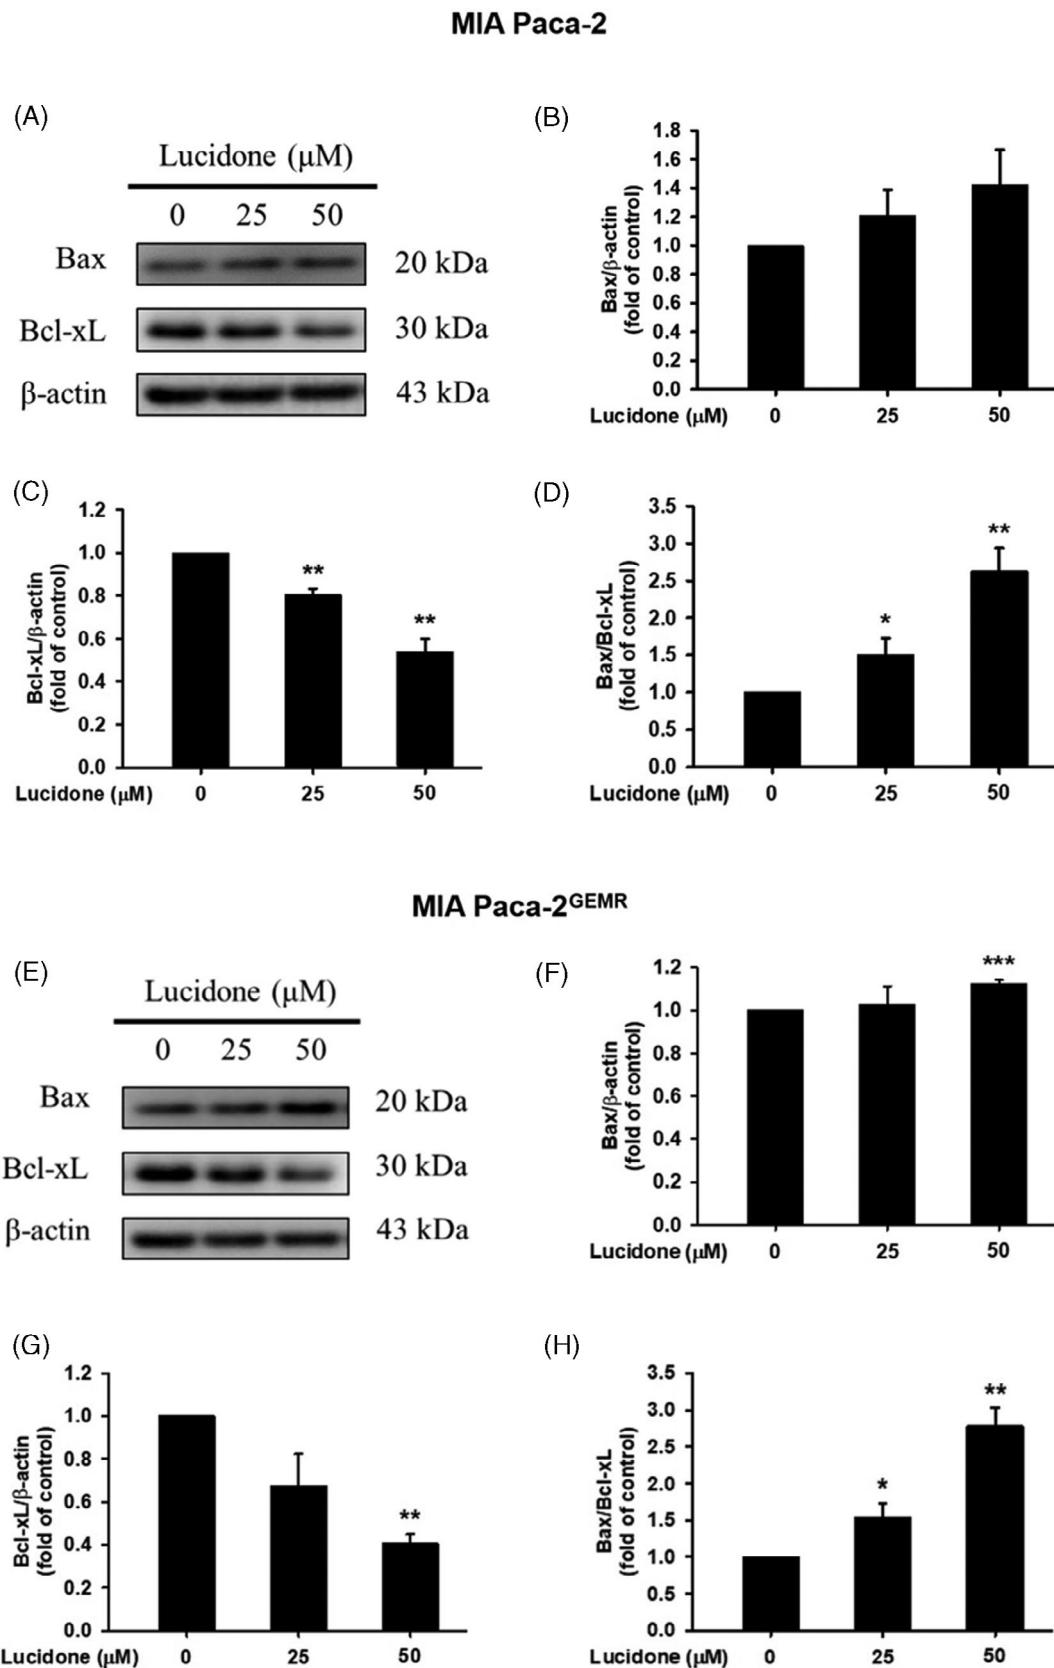 MIA Paca-2
(A)
Lucidone (μM)
0 25 50
Bax 20 kDa
Bcl-xL 30 kDa
β-actin 43 kDa
(B)
Bax/β-actin
(fold of control)
1.8
1.6
1.4
1.2
1.0
0.8
0.6
0.4
0.2
0.0
Lucidone (μM) 0 25 50
(C)
Bcl-xL/β-actin
(fold of control)
1.2
1.0
0.8
0.6
0.4
0.2
0.0
** **
Lucidone (μM) 0 25 50
(D)
Bax/Bcl-xL
(fold of control)
3.5
3.0
2.5
2.0
1.5
1.0
0.5
0.0
* **
Lucidone (μM) 0 25 50
MIA Paca-2GEMR
(E)
Lucidone (μM)
0 25 50
Bax 20 kDa
Bcl-xL 30 kDa
β-actin 43 kDa
(F)
Bax/β-actin
(fold of control)
1.2
1.0
0.8
0.6
0.4
0.2
0.0
***
Lucidone (μM) 0 25 50
(G)
Bcl-xL/β-actin
(fold of control)
1.2
1.0
0.8
0.6
0.4
0.2
0.0
**
Lucidone (μM) 0 25 50
(H)
Bax/Bcl-xL
(fold of control)
3.5
3.0
2.5
2.0
1.5
1.0
0.5
0.0
* **
Lucidone (μM) 0 25 50